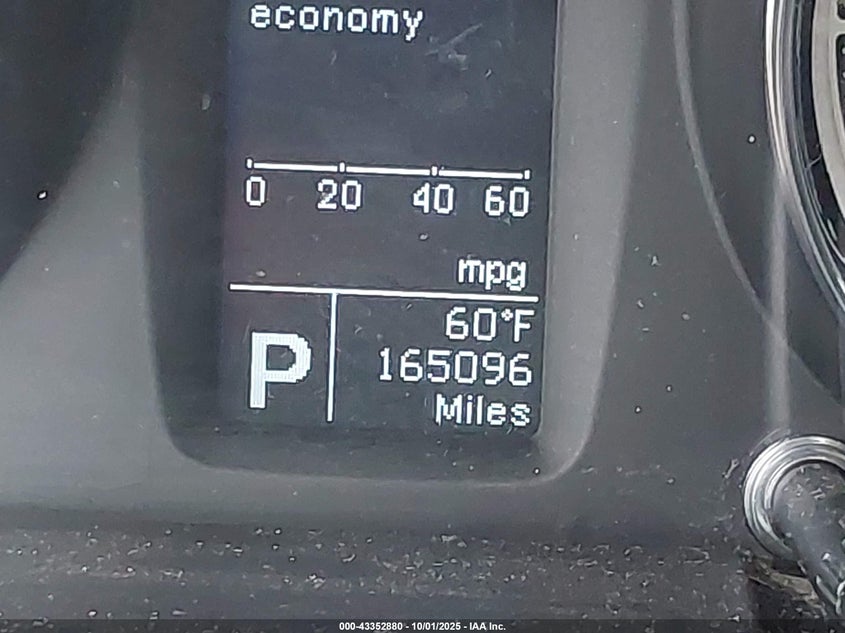 economy
0 20 40 60
mpg
60°F
P 165096
Miles
000-43352880 - 10/01/2025 - IAA Inc.